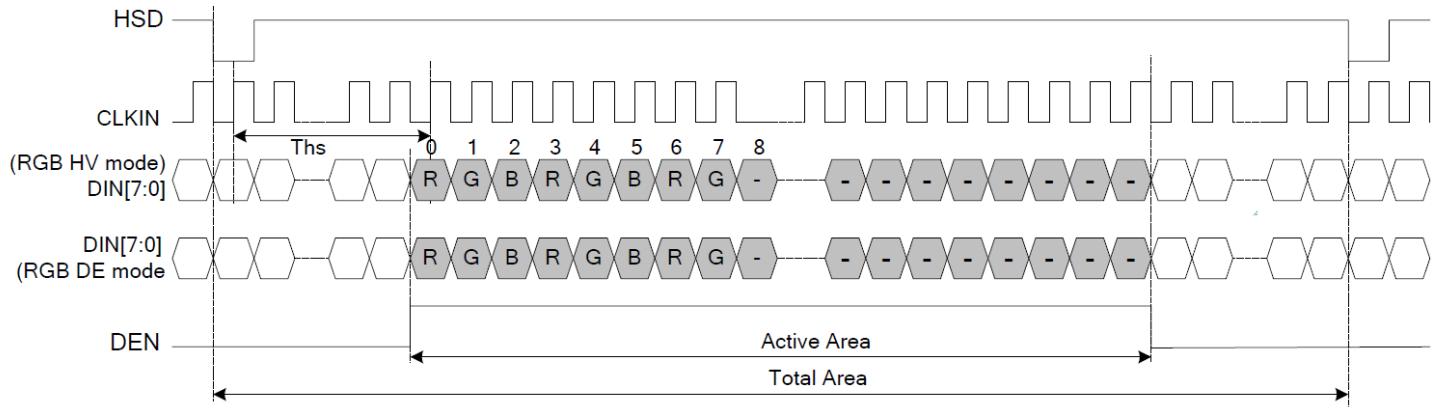 HSD
CLKIN
Ths
(RGB HV mode)
DIN[7:0]
0 1 2 3 4 5 6 7 8
R G B R G B R G - - - - - - - - -
DIN[7:0]
(RGB DE mode
R G B R G B R G - - - - - - - - -
DEN
Active Area
Total Area